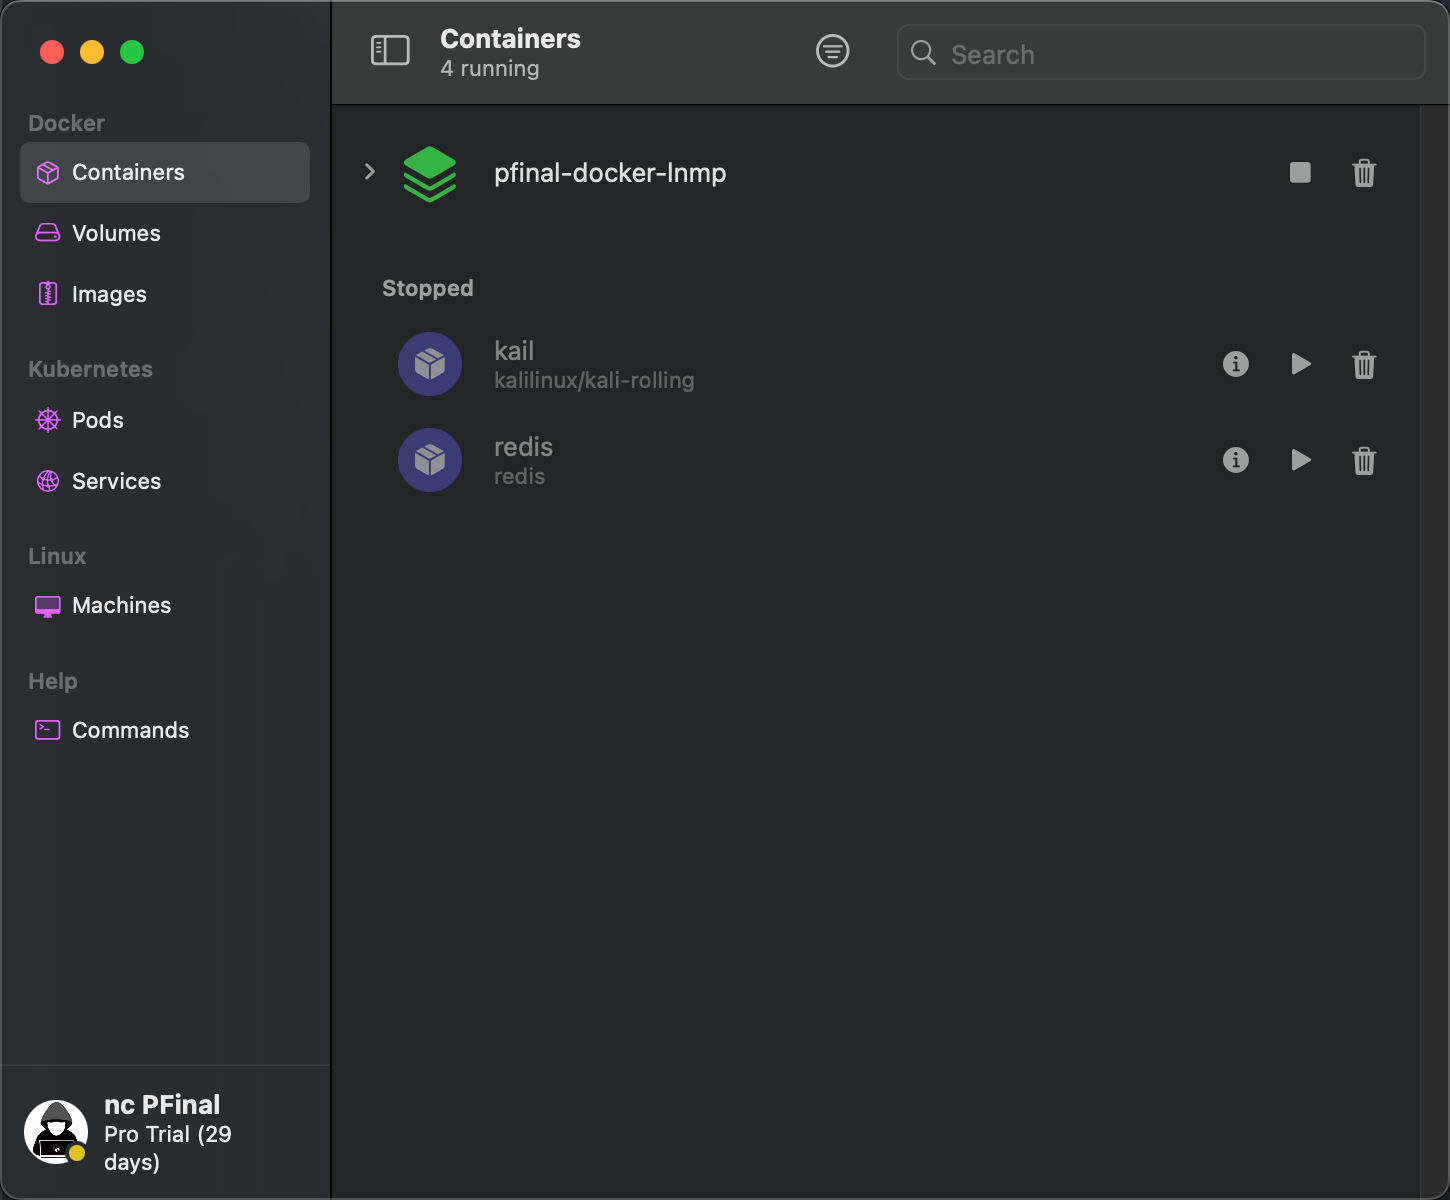 Docker
Containers
Volumes
Images
Kubernetes
Pods
Services
Linux
Machines
Help
Commands
nc PFinal
Pro Trial (29
days)
Containers
4 running
Search
pfinal-docker-lnmp
Stopped
kail
kalilinux/kali-rolling
redis
redis